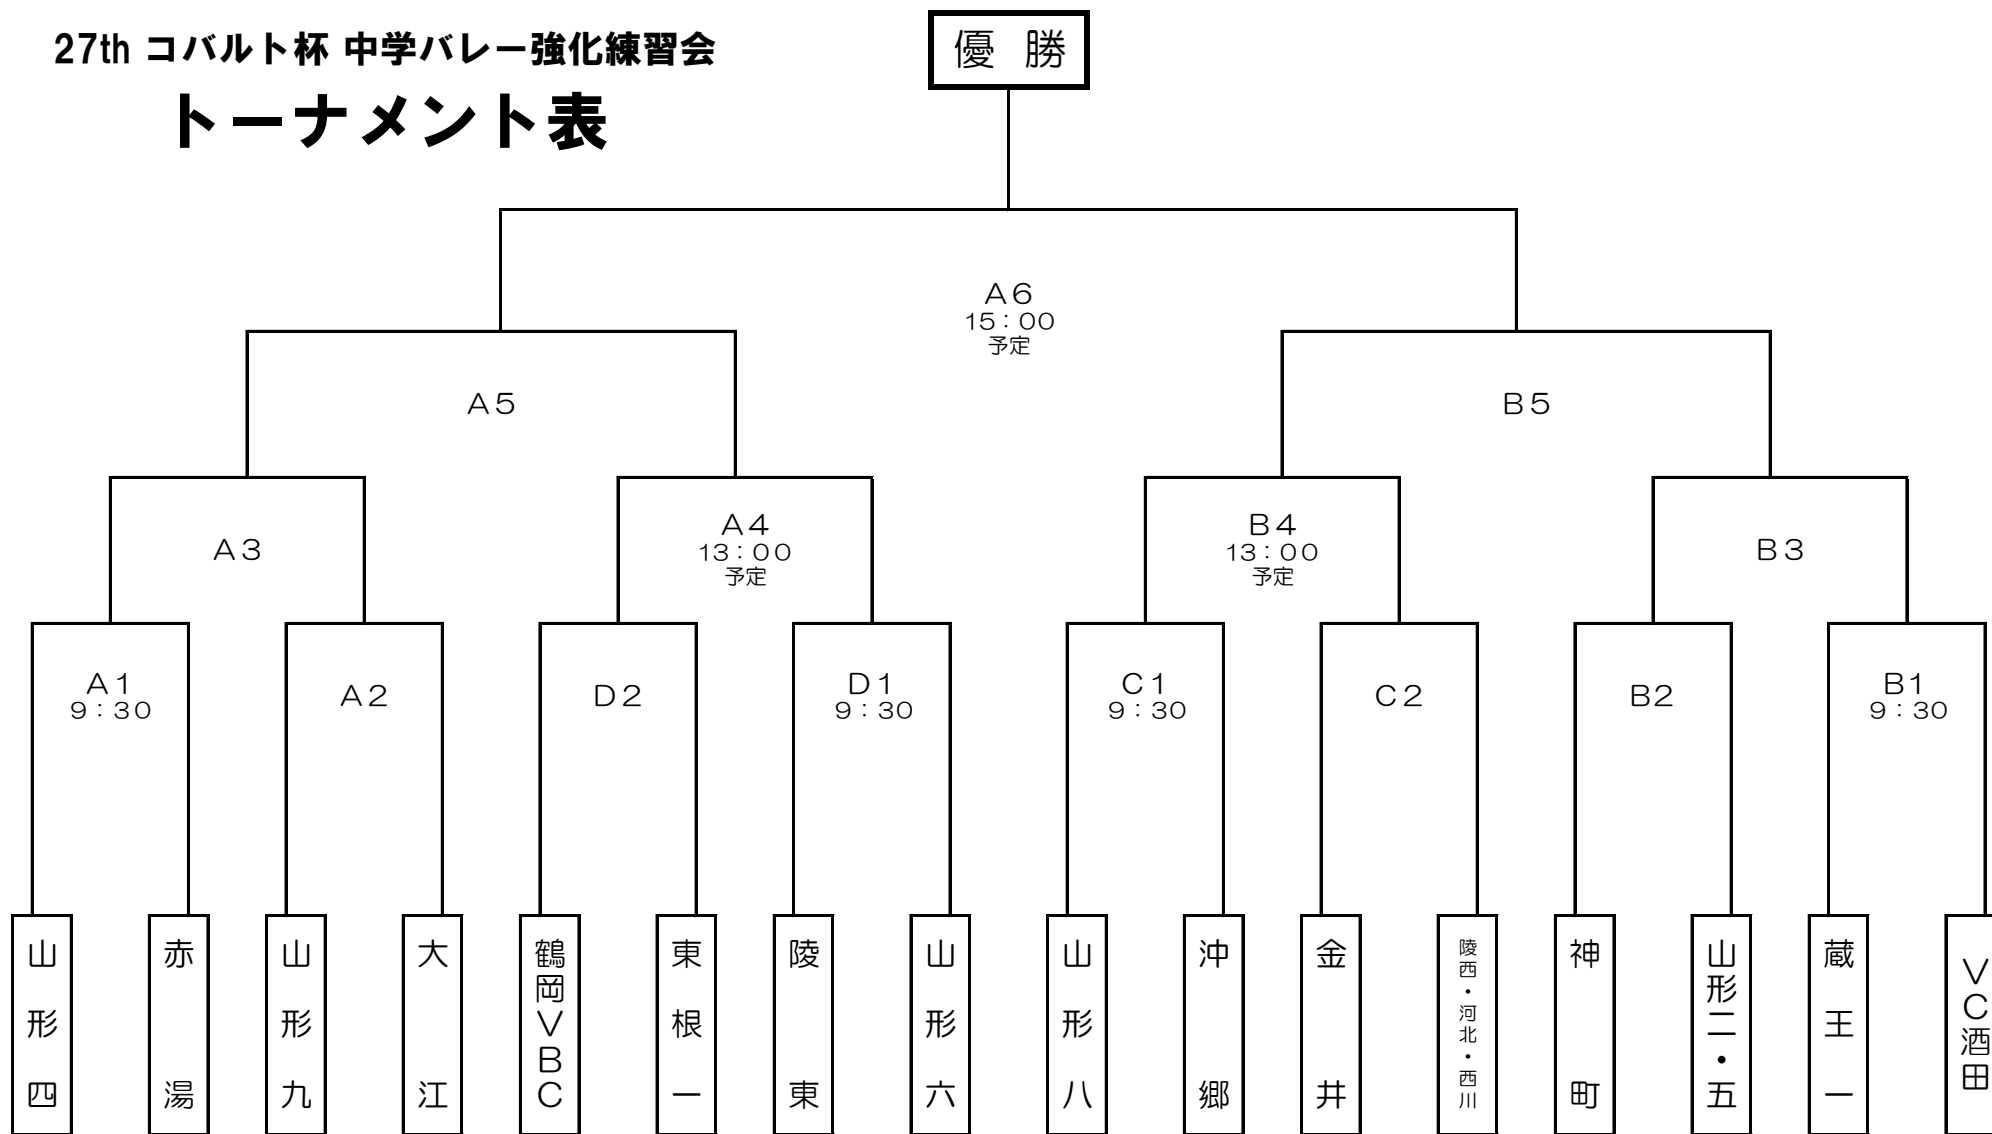 27th コバルト杯 中学バレー強化練習会
トーナメント表
優 勝
A6
15:00
予定
A5
B5
A3
A4
13:00
予定
B4
13:00
予定
B3
A1
9:30
A2
D2
D1
9:30
C1
9:30
C2
B2
B1
9:30
山形四
赤湯
山形九
大江
鶴岡VBC
東根一
陵東
山形六
山形八
沖郷
金井
陵西・河北・西川
神町
山形二・五
蔵王一
VC酒田